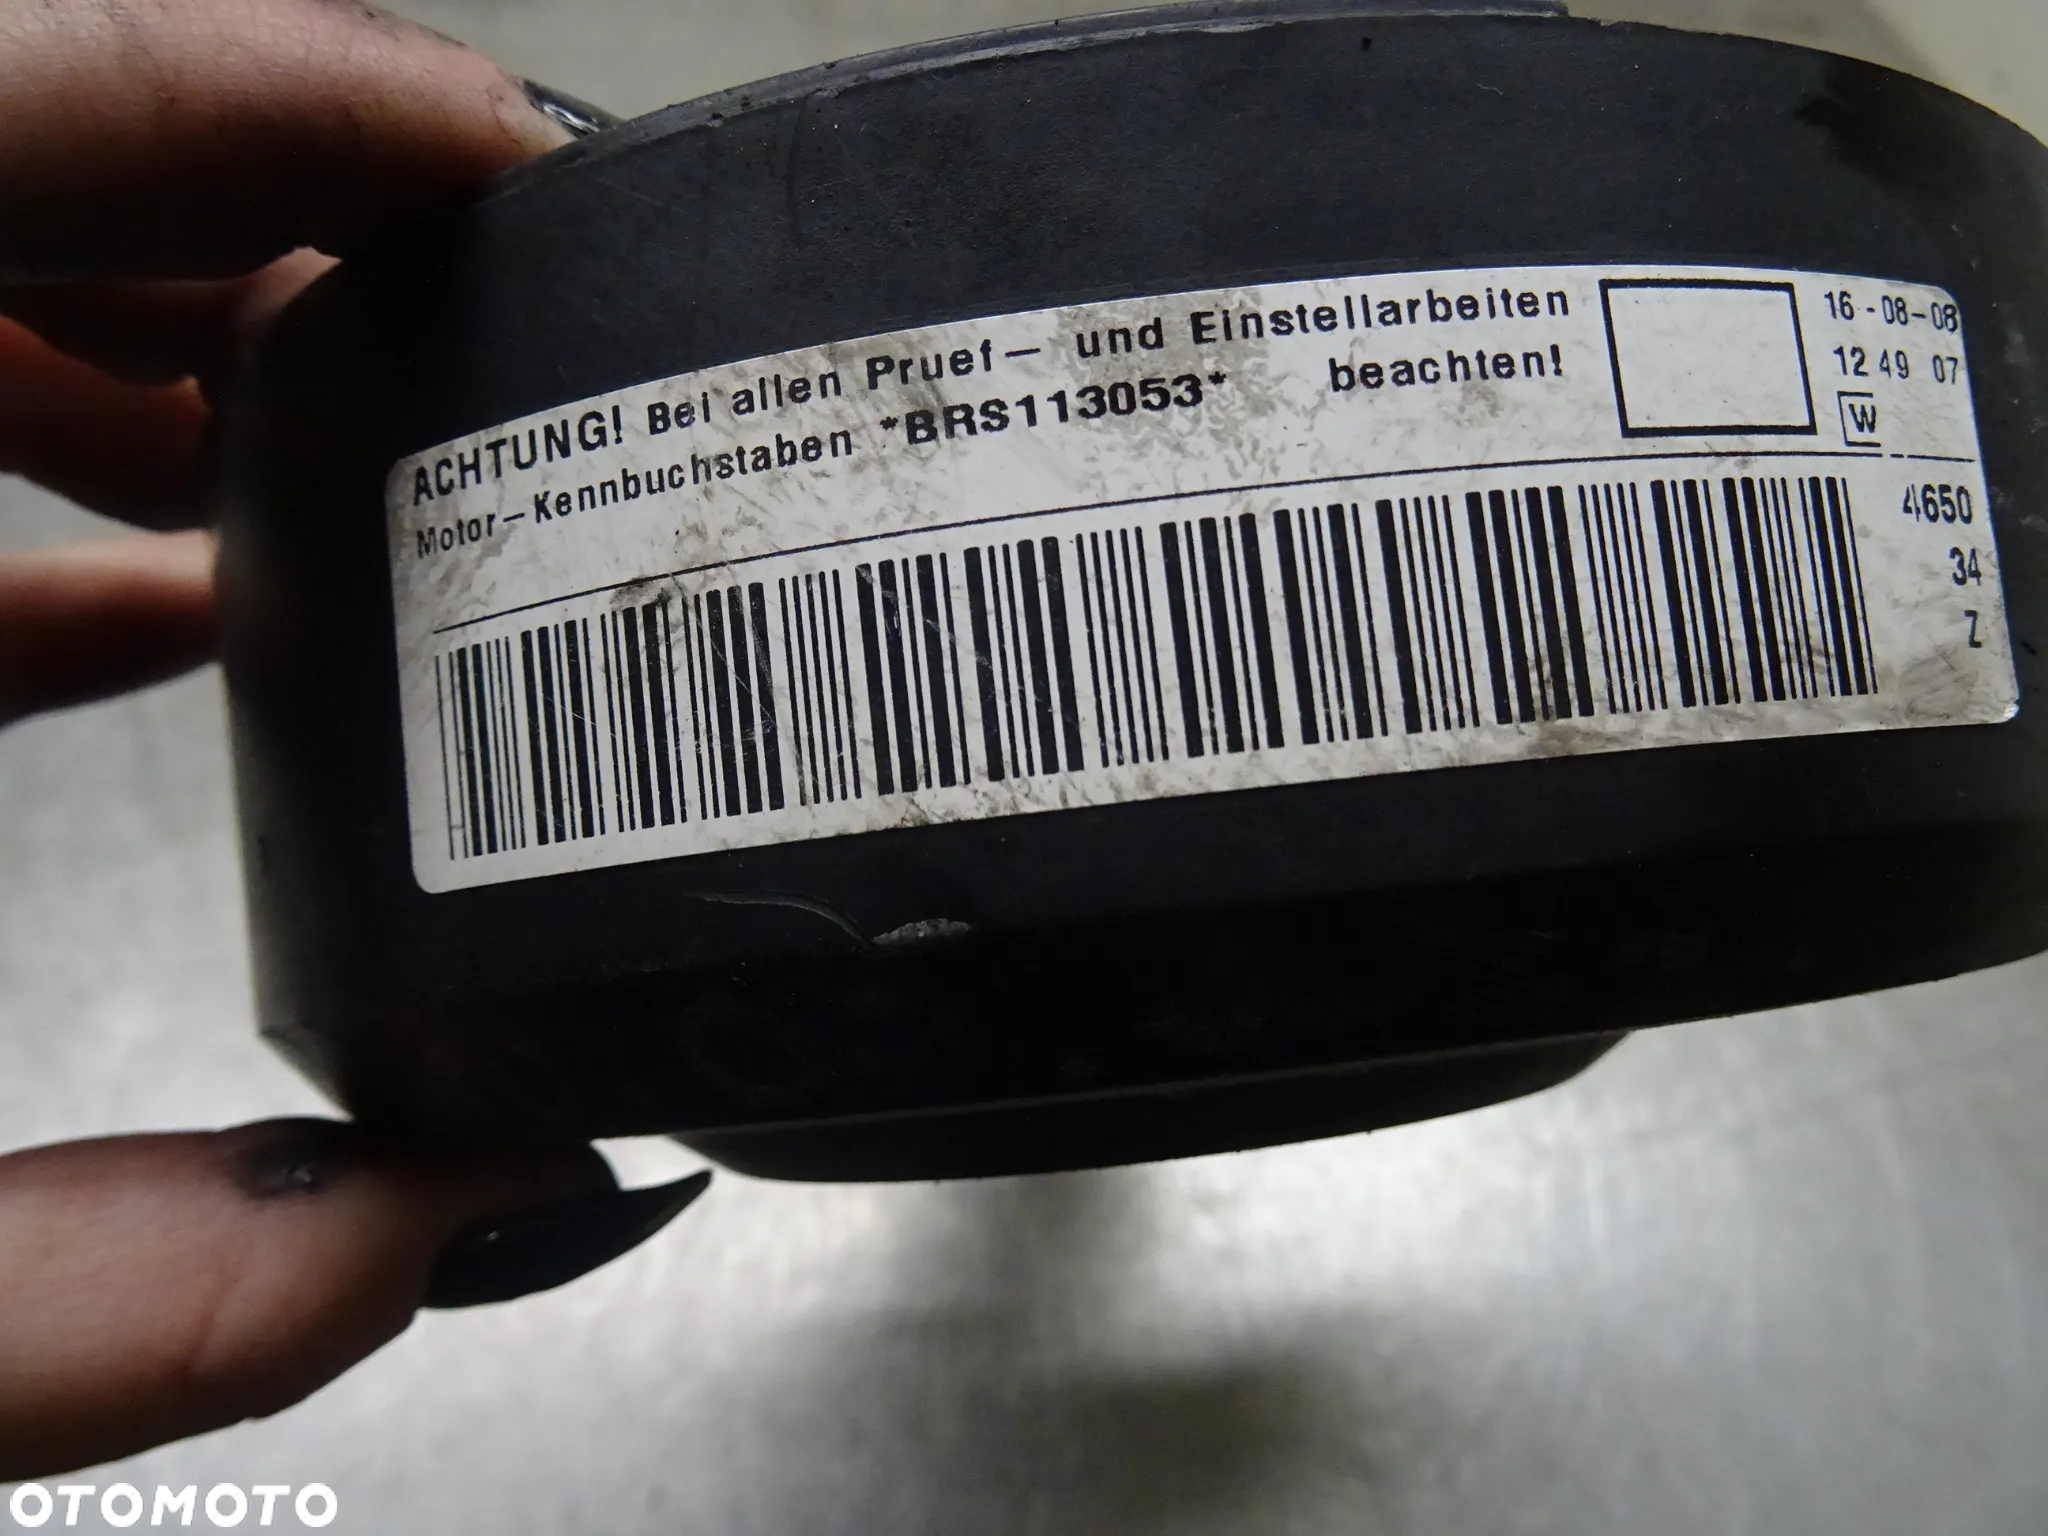 ACHTUNG! Bei allen Pruef- und Einstellarbeiten
Motor-Kennbuchstaben *BRS113053* beachten!
16-08-08
12 49 07
W
4650
34
Z
OTOMOTO